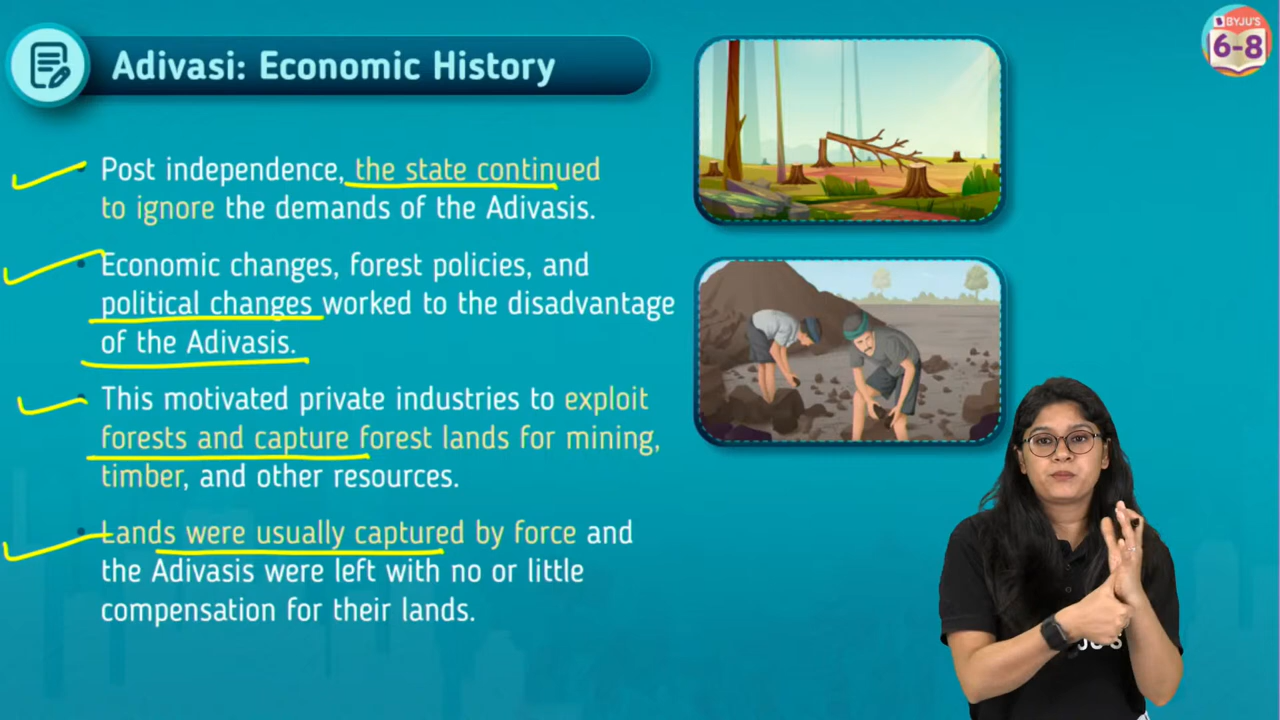 BYJU'S
6-8
Adivasi: Economic History
Post independence, the state continued
to ignore the demands of the Adivasis.
Economic changes, forest policies, and
political changes worked to the disadvantage
of the Adivasis.
This motivated private industries to exploit
forests and capture forest lands for mining,
timber, and other resources.
Lands were usually captured by force and
the Adivasis were left with no or little
compensation for their lands.